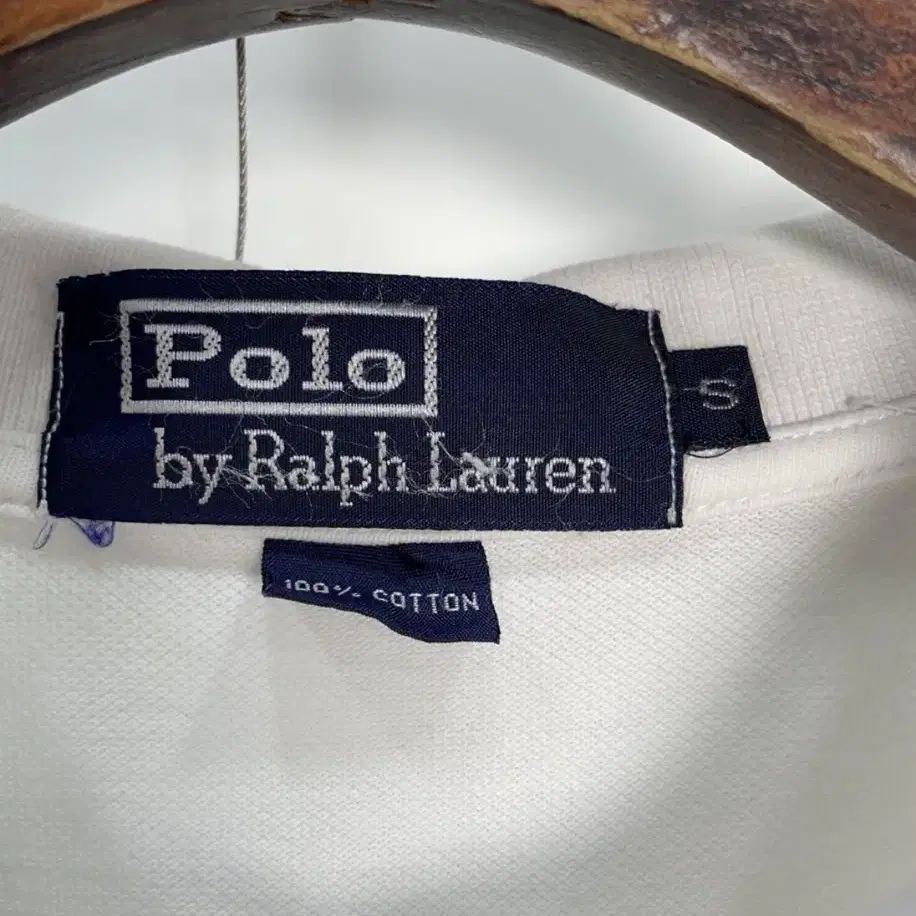 Polo
by Ralph Lauren
S
100% COTTON